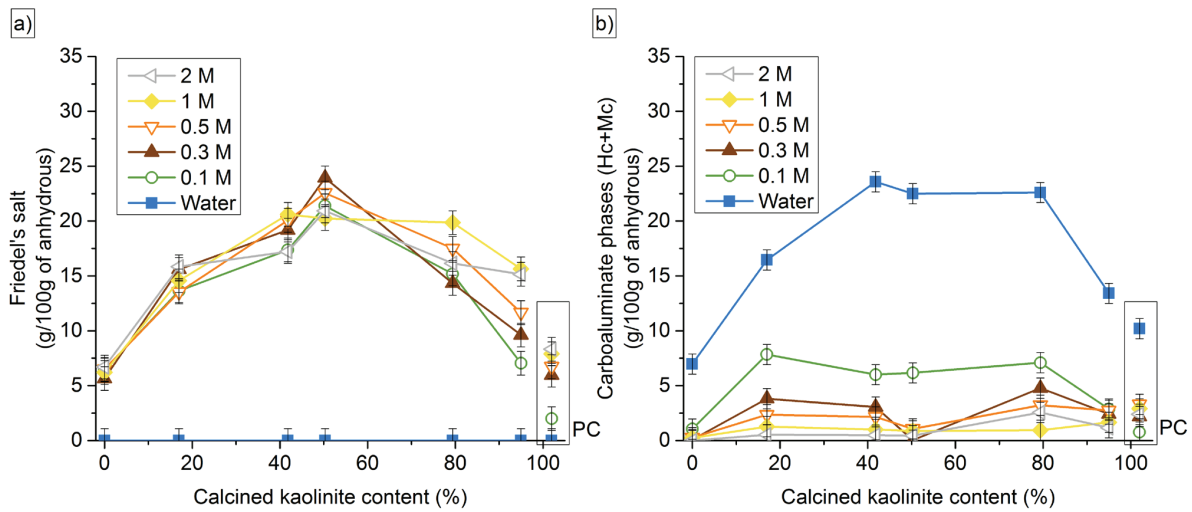 a)
Friedel's salt
(g/100g of anhydrous)
35
30
25
20
15
10
5
0
2 M
1 M
0.5 M
0.3 M
0.1 M
Water
PC
0 20 40 60 80 100
Calcined kaolinite content (%)
b)
Carboaluminate phases (Hc+Mc)
(g/100g of anhydrous)
35
30
25
20
15
10
5
0
2 M
1 M
0.5 M
0.3 M
0.1 M
Water
PC
0 20 40 60 80 100
Calcined kaolinite content (%)